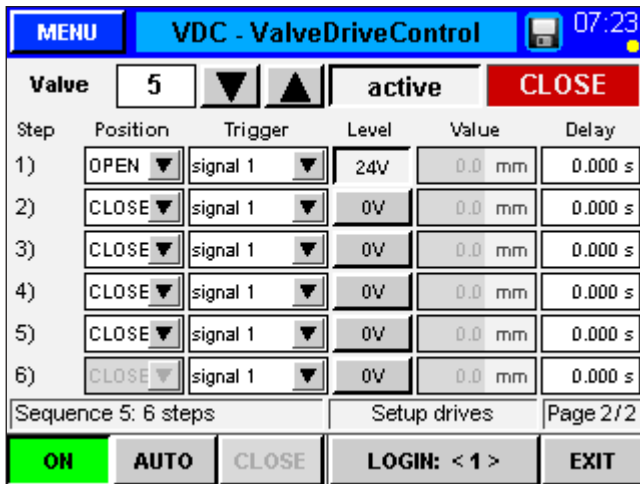 MENU VDC - ValveDriveControl 07:23
Valve 5 active CLOSE
Step Position Trigger Level Value Delay
1) OPEN signal 1 24V 0.0 mm 0.000 s
2) CLOSE signal 1 0V 0.0 mm 0.000 s
3) CLOSE signal 1 0V 0.0 mm 0.000 s
4) CLOSE signal 1 0V 0.0 mm 0.000 s
5) CLOSE signal 1 0V 0.0 mm 0.000 s
6) CLOSE signal 1 0V 0.0 mm 0.000 s
Sequence 5: 6 steps Setup drives Page 2/2
ON AUTO CLOSE LOGIN: < 1 > EXIT